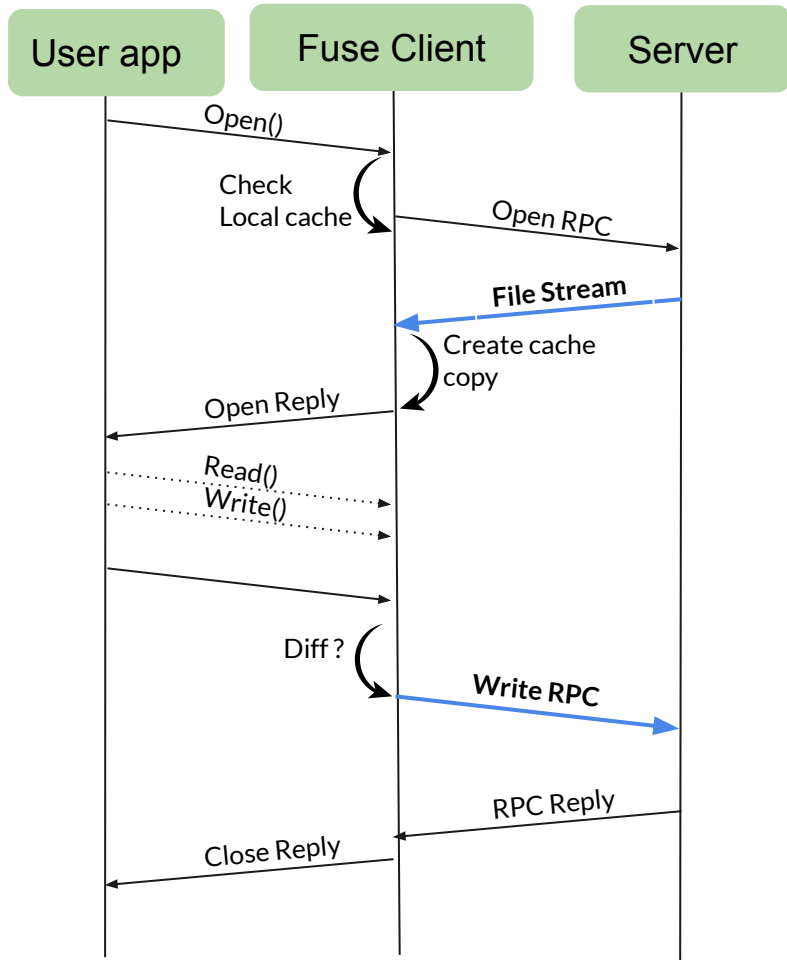 User app
Fuse Client
Server
Open()
Check
Local cache
Open RPC
File Stream
Create cache
copy
Open Reply
Read()
Write()
Diff ?
Write RPC
RPC Reply
Close Reply